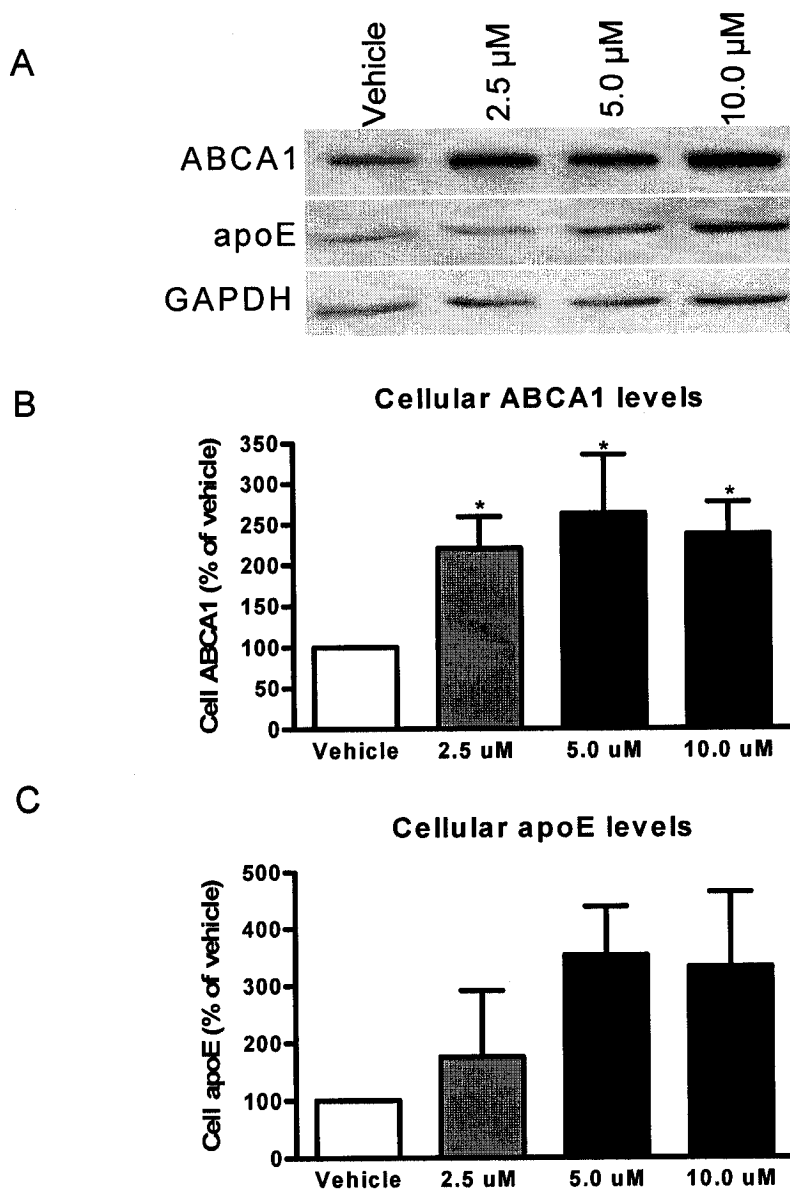 A
Vehicle
2.5 µM
5.0 µM
10.0 µM
ABCA1
apoE
GAPDH
B
Cellular ABCA1 levels
Cell ABCA1 (% of vehicle)
350
300
250
200
150
100
50
0
*
*
*
Vehicle
2.5 uM
5.0 uM
10.0 uM
C
Cellular apoE levels
Cell apoE (% of vehicle)
500
400
300
200
100
0
Vehicle
2.5 uM
5.0 uM
10.0 uM